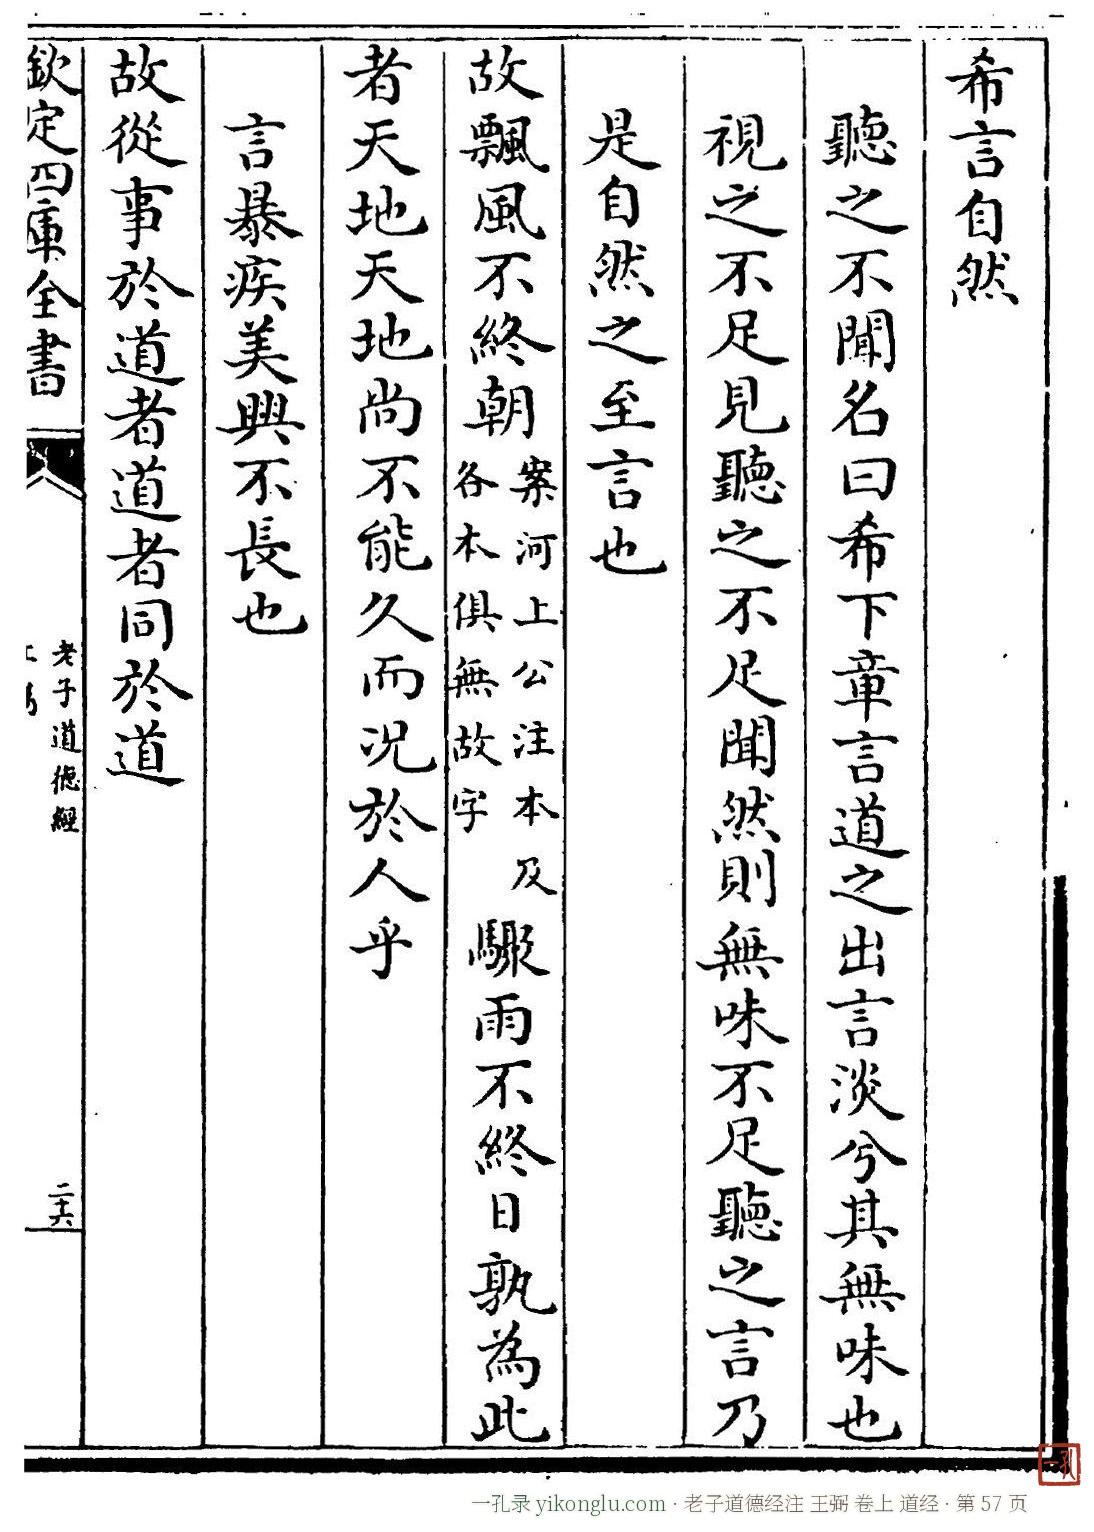 希言自然
聽之不聞名曰希下章言道之出言淡兮其無味也
視之不足見聽之不足聞然則無味不足聽之言乃
是自然之至言也
故飄風不終朝案河上公注本及各本俱無故字驟雨不終日孰為此
者天地天地尚不能久而况於人乎
言暴疾美興不長也
故從事於道者道者同於道
欽定四庫全書
老子道德經
二十六
一孔
一孔录 yikonglu.com · 老子道德经注 王弼 卷上 道经 · 第 57 页